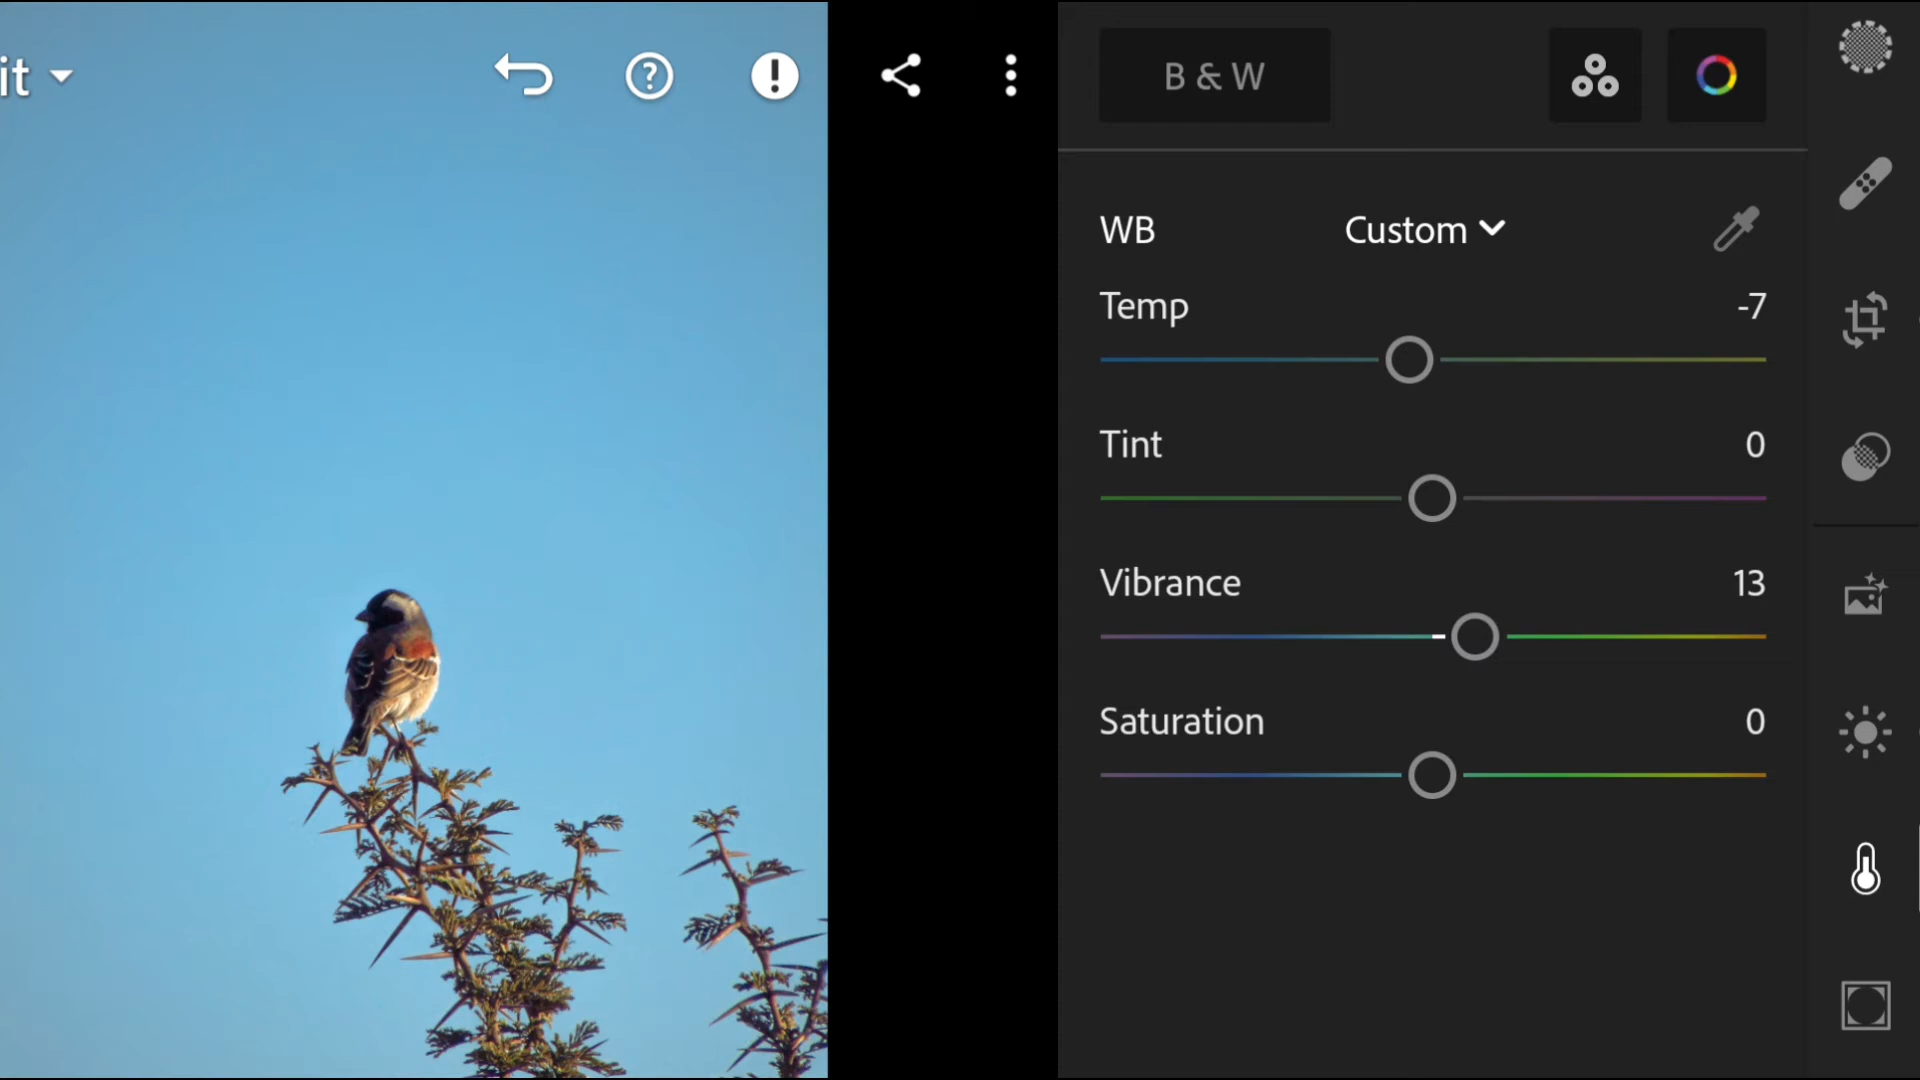 it
B & W
WB Custom
Temp -7
Tint 0
Vibrance 13
Saturation 0